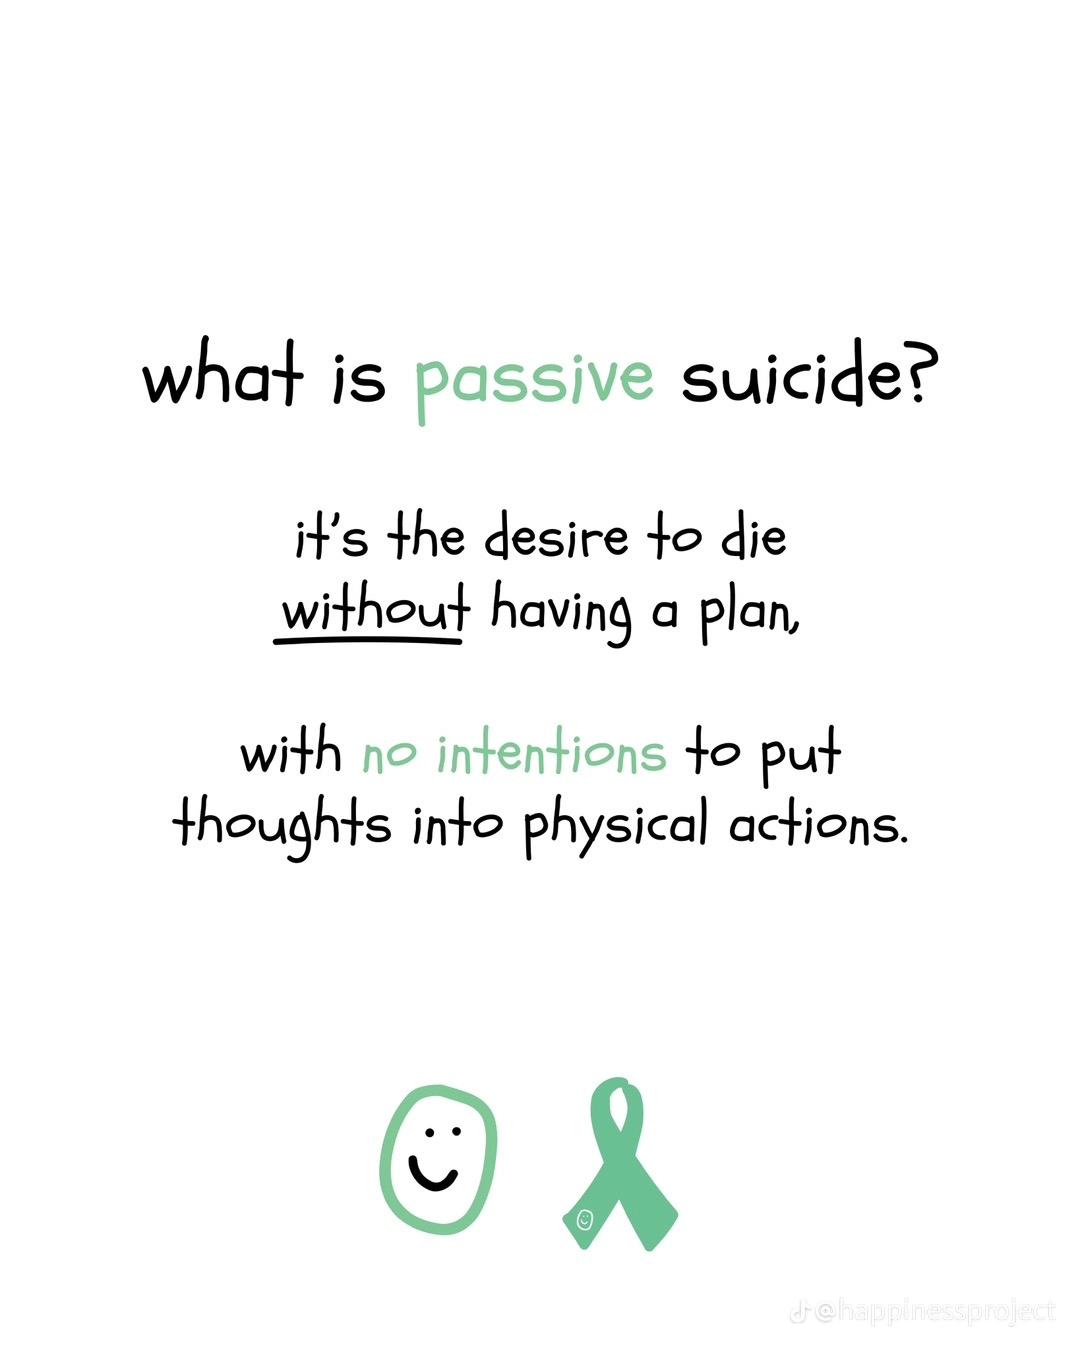 what is passive suicide?
it's the desire to die
without having a plan,
with no intentions to put
thoughts into physical actions.
@happinessproject